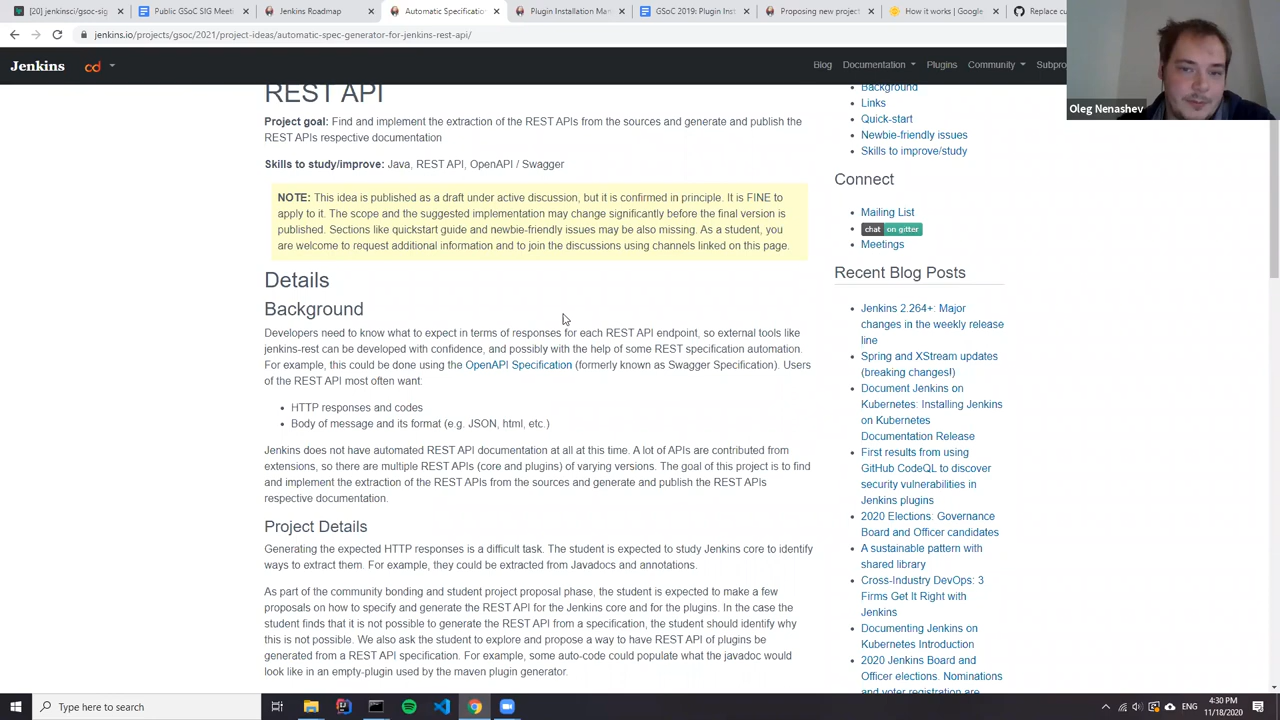 [20] jenkinsci/gsoc-sig
Public GSoC SIG Meeti
Jenkins Roadmap
Automatic Specificatio
Plugin Installation Ma
GSoC 2019: Plugin Inst
Proposing new project
How it works | Google
Replace cu
jenkins.io/projects/gsoc/2021/project-ideas/automatic-spec-generator-for-jenkins-rest-api/
Jenkins
cd
Blog
Documentation
Plugins
Community
Subpro
Oleg Nenashev
REST API
Project goal: Find and implement the extraction of the REST APIs from the sources and generate and publish the
REST APIs respective documentation
Skills to study/improve: Java, REST API, OpenAPI / Swagger
NOTE: This idea is published as a draft under active discussion, but it is confirmed in principle. It is FINE to
apply to it. The scope and the suggested implementation may change significantly before the final version is
published. Sections like quickstart guide and newbie-friendly issues may be also missing. As a student, you
are welcome to request additional information and to join the discussions using channels linked on this page.
Details
Background
Developers need to know what to expect in terms of responses for each REST API endpoint, so external tools like
jenkins-rest can be developed with confidence, and possibly with the help of some REST specification automation.
For example, this could be done using the OpenAPI Specification (formerly known as Swagger Specification). Users
of the REST API most often want:
HTTP responses and codes
Body of message and its format (e.g. JSON, html, etc.)
Jenkins does not have automated REST API documentation at all at this time. A lot of APIs are contributed from
extensions, so there are multiple REST APIs (core and plugins) of varying versions. The goal of this project is to find
and implement the extraction of the REST APIs from the sources and generate and publish the REST APIs
respective documentation.
Project Details
Generating the expected HTTP responses is a difficult task. The student is expected to study Jenkins core to identify
ways to extract them. For example, they could be extracted from Javadocs and annotations.
As part of the community bonding and student project proposal phase, the student is expected to make a few
proposals on how to specify and generate the REST API for the Jenkins core and for the plugins. In the case the
student finds that it is not possible to generate the REST API from a specification, the student should identify why
this is not possible. We also ask the student to explore and propose a way to have REST API of plugins be
generated from a REST API specification. For example, some auto-code could populate what the javadoc would
look like in an empty-plugin used by the maven plugin generator.
Background
Links
Quick-start
Newbie-friendly issues
Skills to improve/study
Connect
Mailing List
chat on gitter
Meetings
Recent Blog Posts
Jenkins 2.264+: Major
changes in the weekly release
line
Spring and XStream updates
(breaking changes!)
Document Jenkins on
Kubernetes: Installing Jenkins
on Kubernetes
Documentation Release
First results from using
GitHub CodeQL to discover
security vulnerabilities in
Jenkins plugins
2020 Elections: Governance
Board and Officer candidates
A sustainable pattern with
shared library
Cross-Industry DevOps: 3
Firms Get It Right with
Jenkins
Documenting Jenkins on
Kubernetes Introduction
2020 Jenkins Board and
Officer elections. Nominations
and voter registration are
Type here to search
4:30 PM
11/18/2020